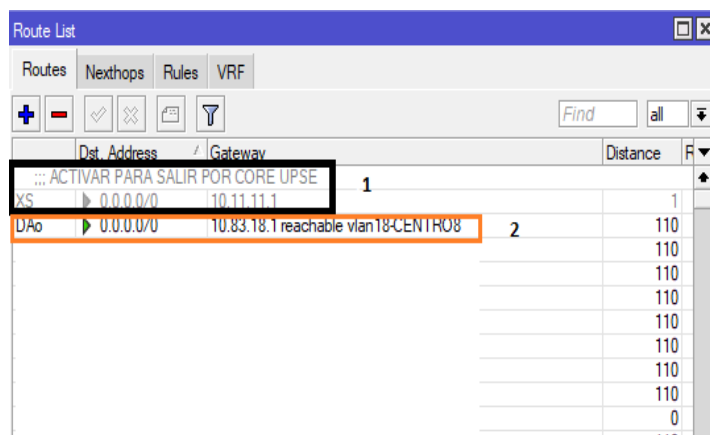 Route List
Routes Nexthops Rules VRF
Find all
Dst. Address / Gateway Distance R
;;; ACTIVAR PARA SALIR POR CORE UPSE 1
XS 0.0.0.0/0 10.11.11.1 1
DAo 0.0.0.0/0 10.83.18.1 reachable vlan18-CENTRO8 2 110
110
110
110
110
110
110
110
0